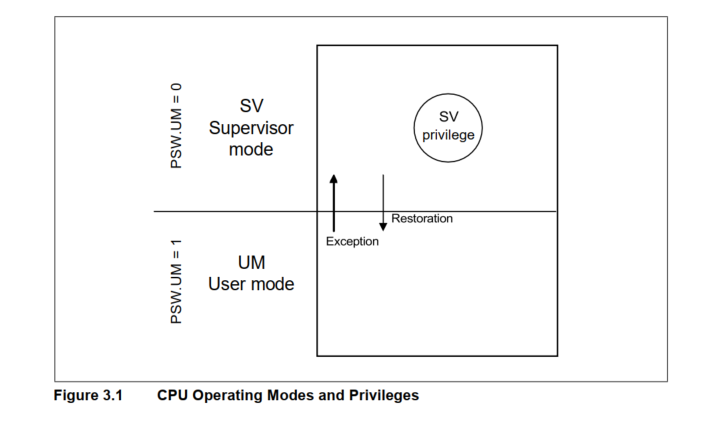 PSW.UM = 0
SV
Supervisor
mode
SV
privilege
Restoration
Exception
PSW.UM = 1
UM
User mode
Figure 3.1 CPU Operating Modes and Privileges